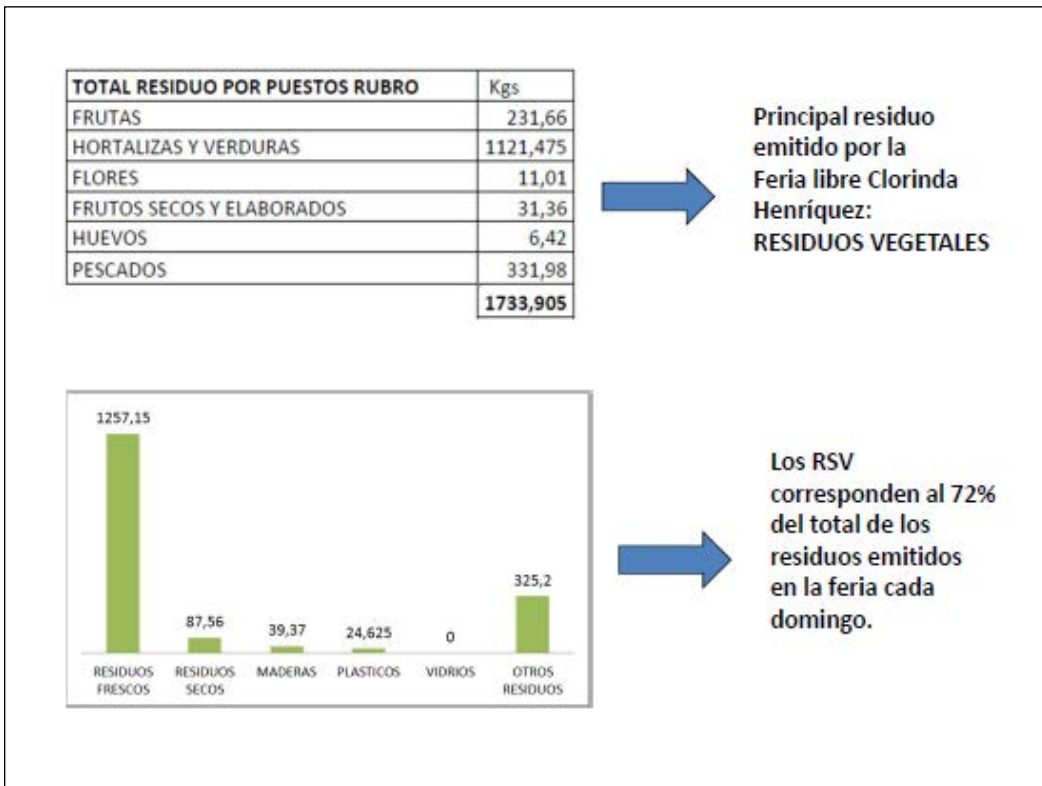 TOTAL RESIDUO POR PUESTOS RUBRO Kgs
FRUTAS 231,66
HORTALIZAS Y VERDURAS 1121,475
FLORES 11,01
FRUTOS SECOS Y ELABORADOS 31,36
HUEVOS 6,42
PESCADOS 331,98
1733,905
Principal residuo
emitido por la
Feria libre Clorinda
Henríquez:
RESIDUOS VEGETALES
1257,15
87,56
39,37
24,625
0
325,2
RESIDUOS
FRESCOS
RESIDUOS
SECOS
MADERAS
PLASTICOS
VIDRIOS
OTROS
RESIDUOS
Los RSV
corresponden al 72%
del total de los
residuos emitidos
en la feria cada
domingo.